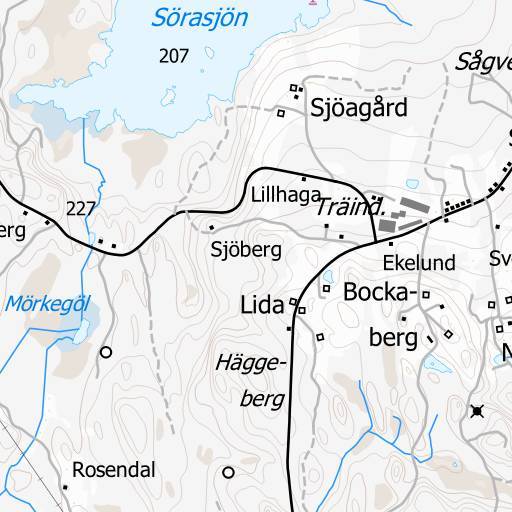 Sörasjön
207
Sågve
Sjöagård
Lillhaga
Träind.
227
erg
Sjöberg
Ekelund
Sv
Mörkegöl
Lida
Bocka-
berg
Hägge-
berg
Rosendal